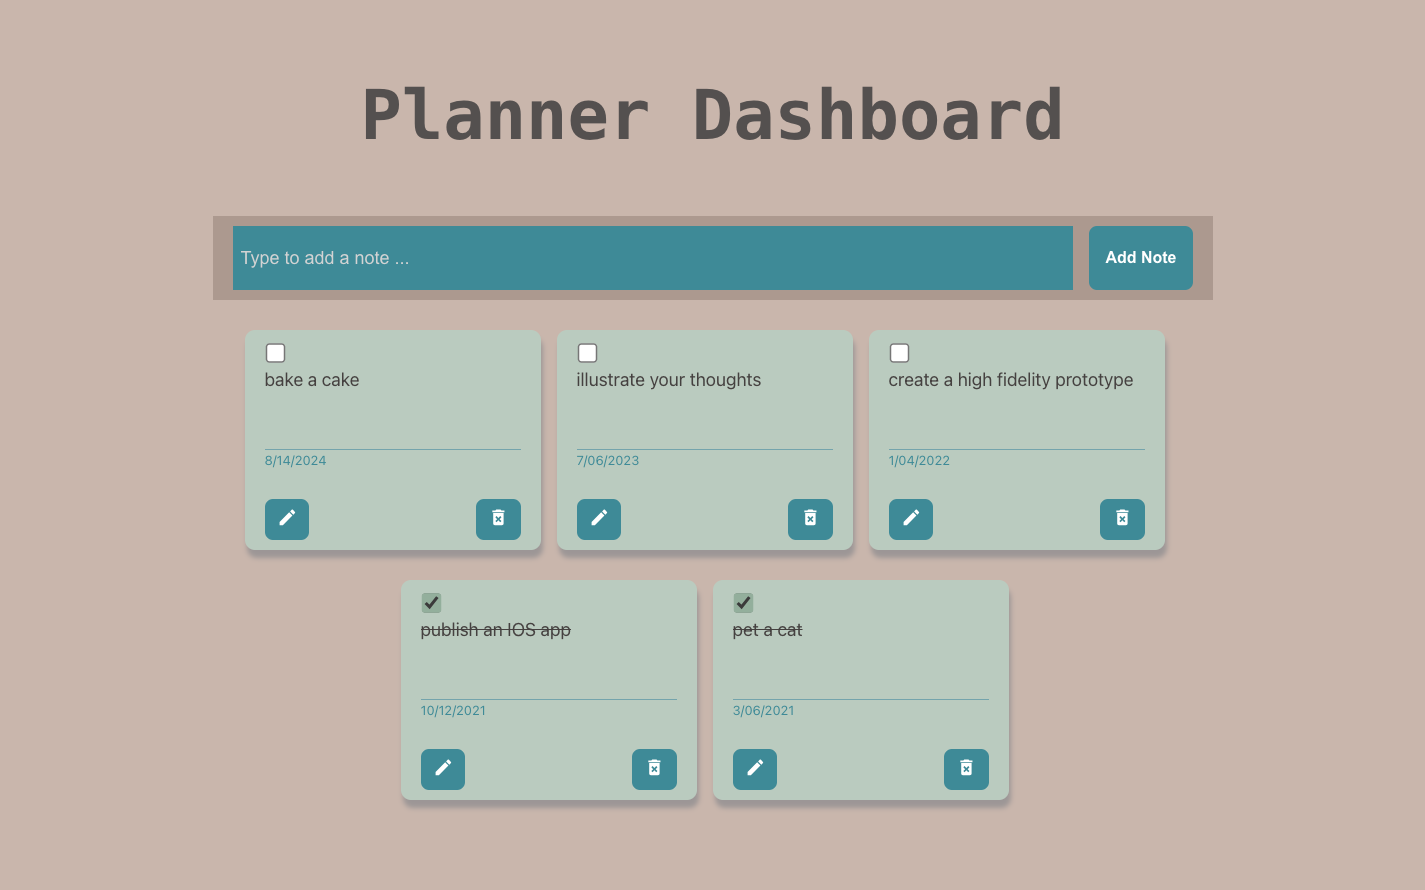 Planner Dashboard
Type to add a note ...
Add Note
bake a cake
8/14/2024
illustrate your thoughts
7/06/2023
create a high fidelity prototype
1/04/2022
publish an IOS app
10/12/2021
pet a cat
3/06/2021